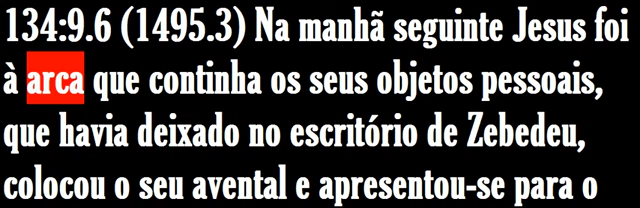 134:9.6 (1495.3) Na manhã seguinte Jesus foi
à arca que continha os seus objetos pessoais,
que havia deixado no escritório de Zebedeu,
colocou o seu avental e apresentou-se para o